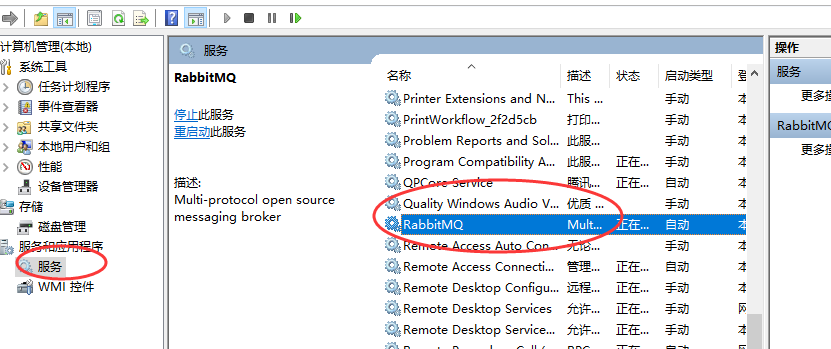 计算机管理(本地)
系统工具
任务计划程序
事件查看器
共享文件夹
本地用户和组
性能
设备管理器
存储
磁盘管理
服务和应用程序
服务
WMI 控件
服务
RabbitMQ
停止此服务
重启动此服务
描述:
Multi-protocol open source
messaging broker
名称 描述 状态 启动类型 登
Printer Extensions and N... This ... 手动 本
PrintWorkflow_2f2d5cb 打印... 手动 本
Problem Reports and Sol... 此服... 手动 本
Program Compatibility A... 此服... 正在... 手动 本
QPCore Service 腾讯... 正在... 自动 本
Quality Windows Audio V... 优质 ... 手动 本
RabbitMQ Mult... 正在... 自动 本
Remote Access Auto Con... 无论... 手动 本
Remote Access Connecti... 管理... 正在... 自动 本
Remote Desktop Configu... 远程... 正在... 手动 本
Remote Desktop Services 允许... 正在... 手动 网
Remote Desktop Services... 允许... 正在... 手动 本
操作
服务
更多
RabbitMQ
更多